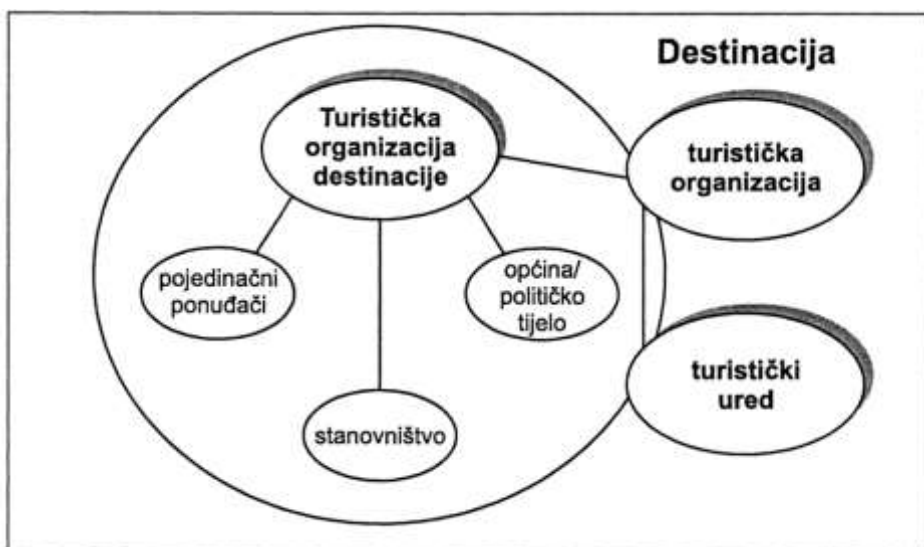 Destinacija
Turistička
organizacija
destinacije
turistička
organizacija
pojedinačni
ponuđači
općina/
političko
tijelo
turistički
ured
stanovništvo